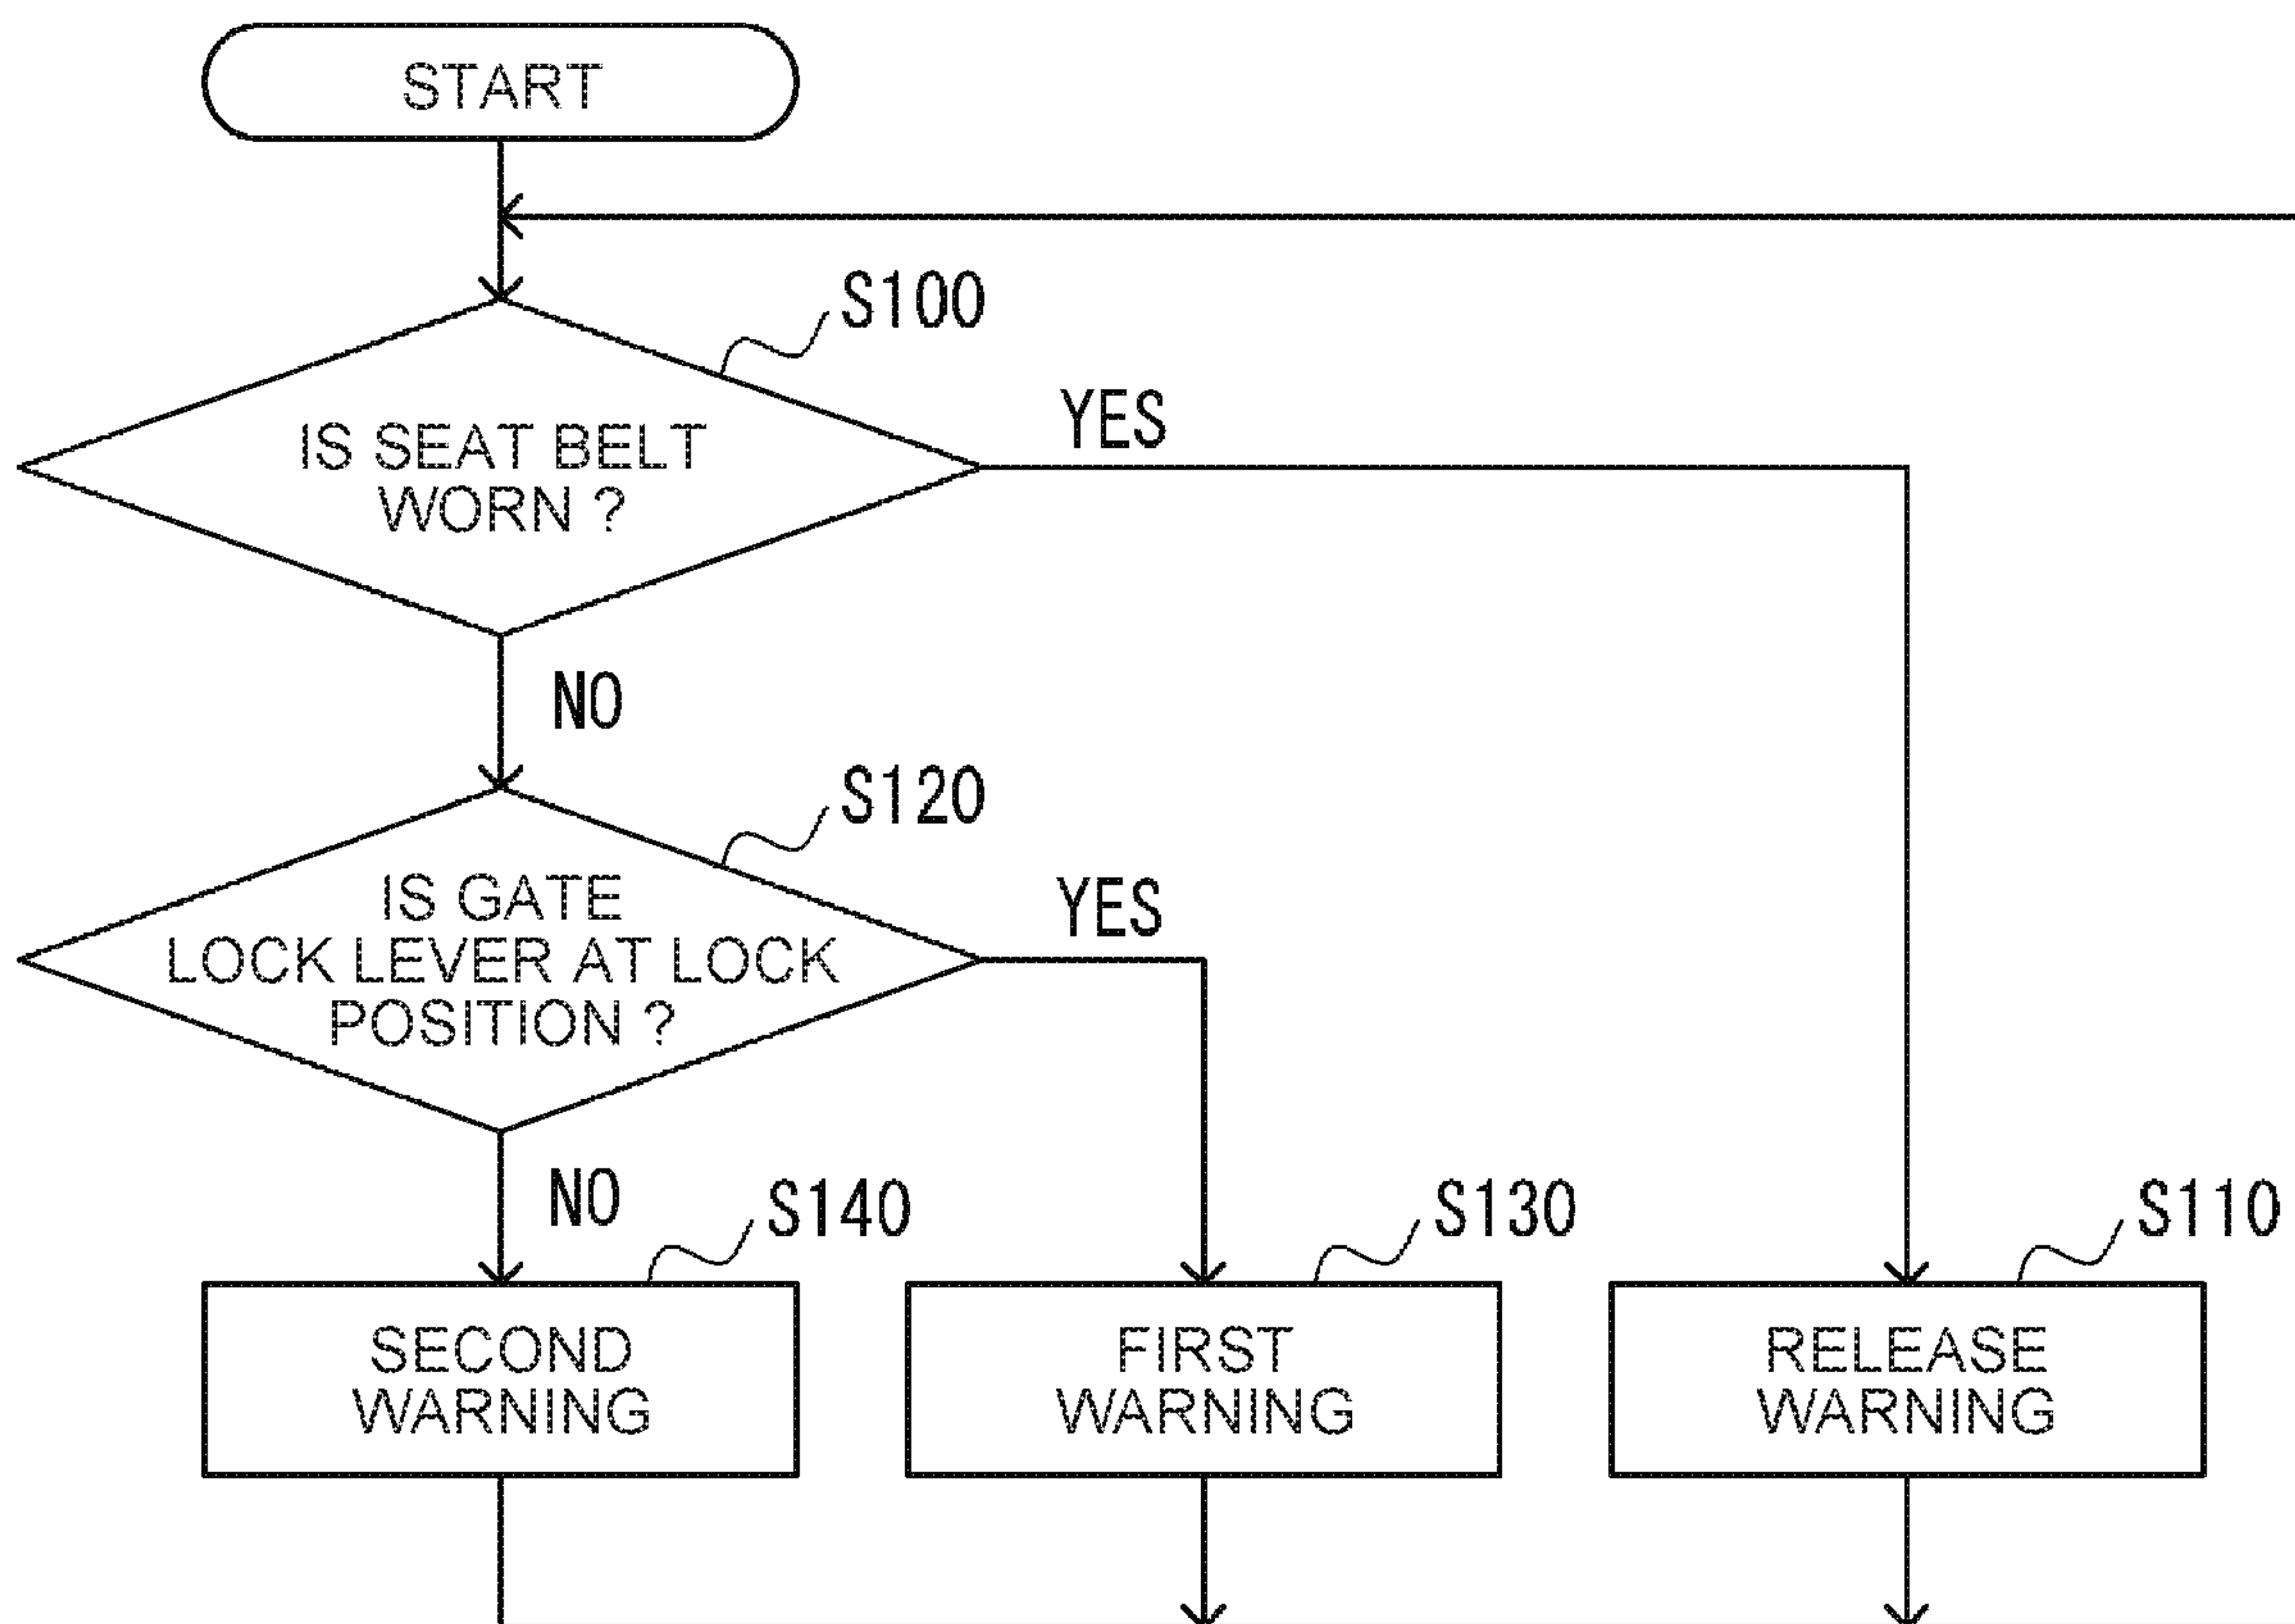 START
S100
IS SEAT BELT
WORN ?
YES
NO
S120
IS GATE
LOCK LEVER AT LOCK
POSITION ?
YES
NO
S140
SECOND
WARNING
S130
FIRST
WARNING
S110
RELEASE
WARNING